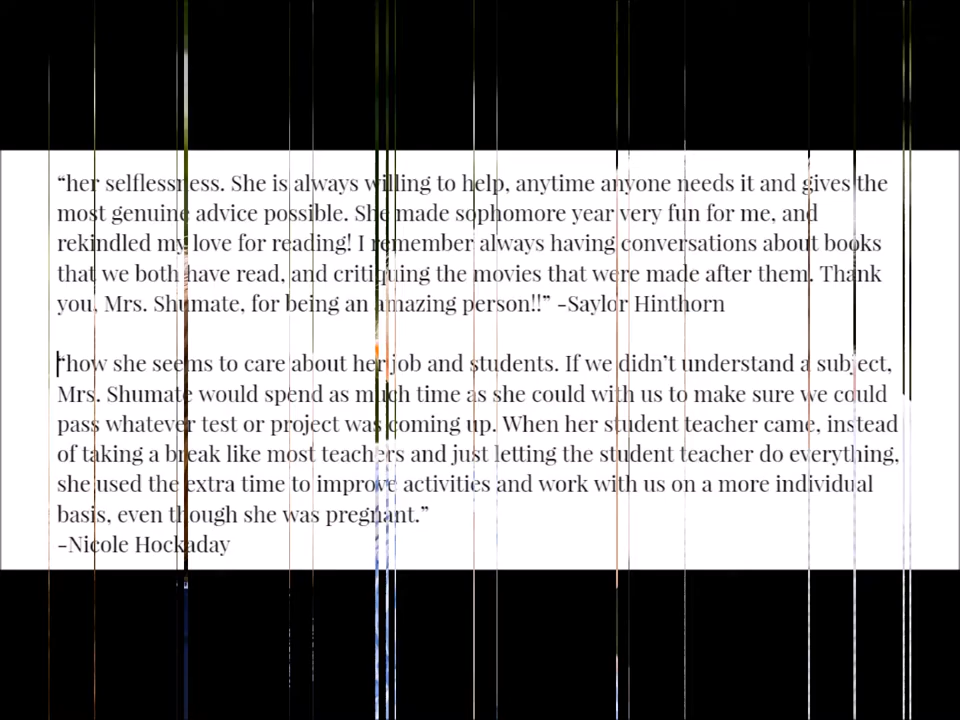 “her selflessness. She is always willing to help, anytime anyone needs it and gives the
most genuine advice possible. She made sophomore year very fun for me, and
rekindled my love for reading! I remember always having conversations about books
that we both have read, and critiquing the movies that were made after them. Thank
you, Mrs. Shumate, for being an amazing person!!” -Saylor Hinthorn
“how she seems to care about her job and students. If we didn’t understand a subject,
Mrs. Shumate would spend as much time as she could with us to make sure we could
pass whatever test or project was coming up. When her student teacher came, instead
of taking a break like most teachers and just letting the student teacher do everything,
she used the extra time to improve activities and work with us on a more individual
basis, even though she was pregnant.”
-Nicole Hockaday